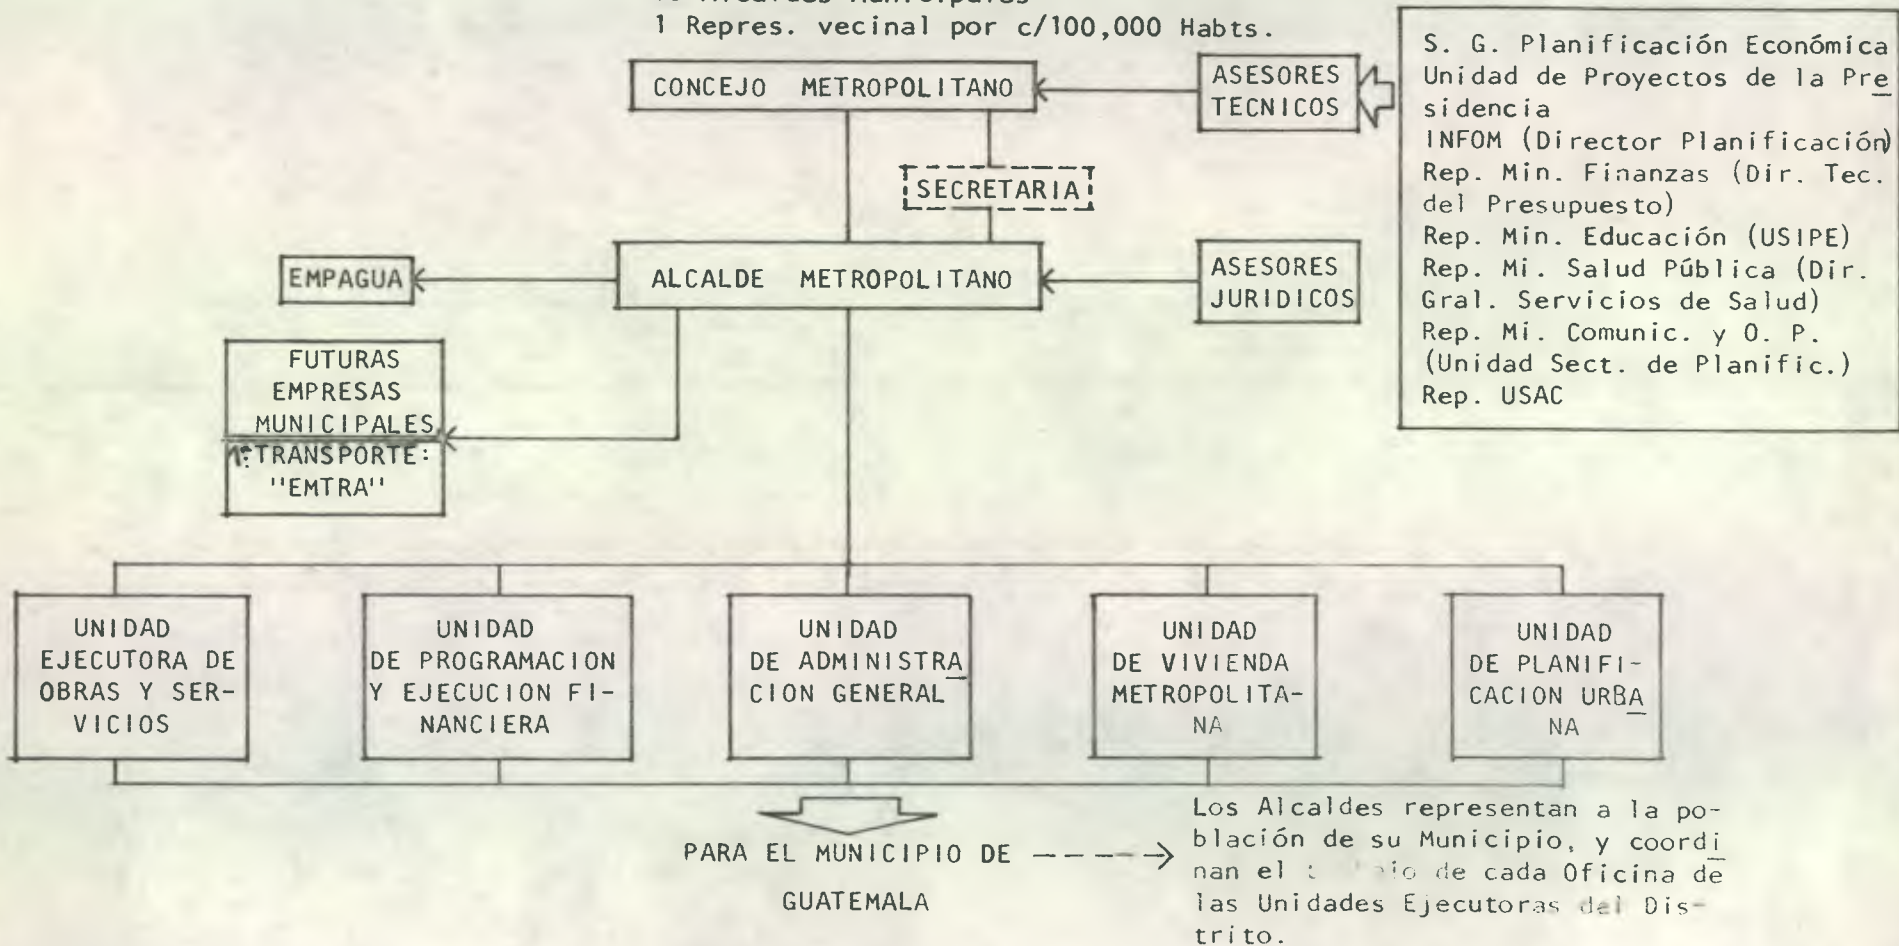 1 Repres. vecinal por c/100,000 Habts.
CONCEJO METROPOLITANO
ASESORES
TECNICOS
S. G. Planificación Económica
Unidad de Proyectos de la Pre
sidencia
INFOM (Director Planificación)
Rep. Min. Finanzas (Dir. Tec.
del Presupuesto)
Rep. Min. Educación (USIPE)
Rep. Mi. Salud Pública (Dir.
Gral. Servicios de Salud)
Rep. Mi. Comunic. y O. P.
(Unidad Sect. de Planific.)
Rep. USAC
SECRETARIA
EMPAGUA
ALCALDE METROPOLITANO
ASESORES
JURIDICOS
FUTURAS
EMPRESAS
MUNICIPALES
TRANSPORTE:
"EMTRA"
UNIDAD
EJECUTORA DE
OBRAS Y SER-
VICIOS
UNIDAD
DE PROGRAMACION
Y EJECUCION FI-
NANCIERA
UNIDAD
DE ADMINISTRA
CION GENERAL
UNIDAD
DE VIVIENDA
METROPOLITA-
NA
UNIDAD
DE PLANIFI-
CACION URBA
NA
PARA EL MUNICIPIO DE
GUATEMALA
Los Alcaldes representan a la po-
blación de su Municipio, y coordi
nan el de cada Oficina de
las Unidades Ejecutoras del Dis-
trito.